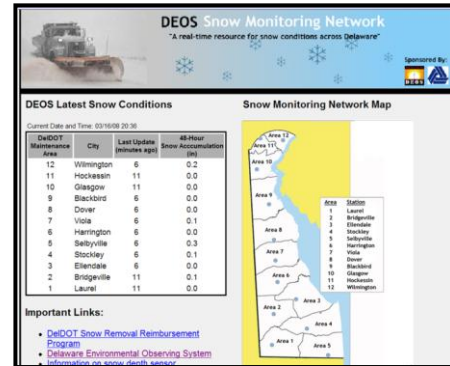 DEOS Snow Monitoring Network
"A real-time resource for snow conditions across Delaware"
Sponsored By:
DEOS Latest Snow Conditions
Current Date and Time: 03/16/08 20:36
DelDOT Maintenance Area City Last Update (minutes ago) 48-Hour Snow Accumulation (in)
12 Wilmington 6 0.2
11 Hockessin 11 0.0
10 Glasgow 11 0.0
9 Blackbird 6 0.0
8 Dover 6 0.0
7 Viola 6 0.1
6 Harrington 6 0.0
5 Selbyville 6 0.3
4 Stockley 6 0.1
3 Ellendale 6 0.0
2 Bridgeville 11 0.0
1 Laurel 11 0.0
Important Links:
DelDOT Snow Removal Reimbursement
Program
Delaware Environmental Observing System
Information on snow depth sensor
Snow Monitoring Network Map
Area 12
Area 11
Area 10
Area 9
Area 8
Area 7
Area 6
Area 3
Area 2
Area 4
Area 1
Area 5
Area Station
1 Laurel
2 Bridgeville
3 Ellendale
4 Stockley
5 Selbyville
6 Harrington
7 Viola
8 Dover
9 Blackbird
10 Glasgow
11 Hockessin
12 Wilmington